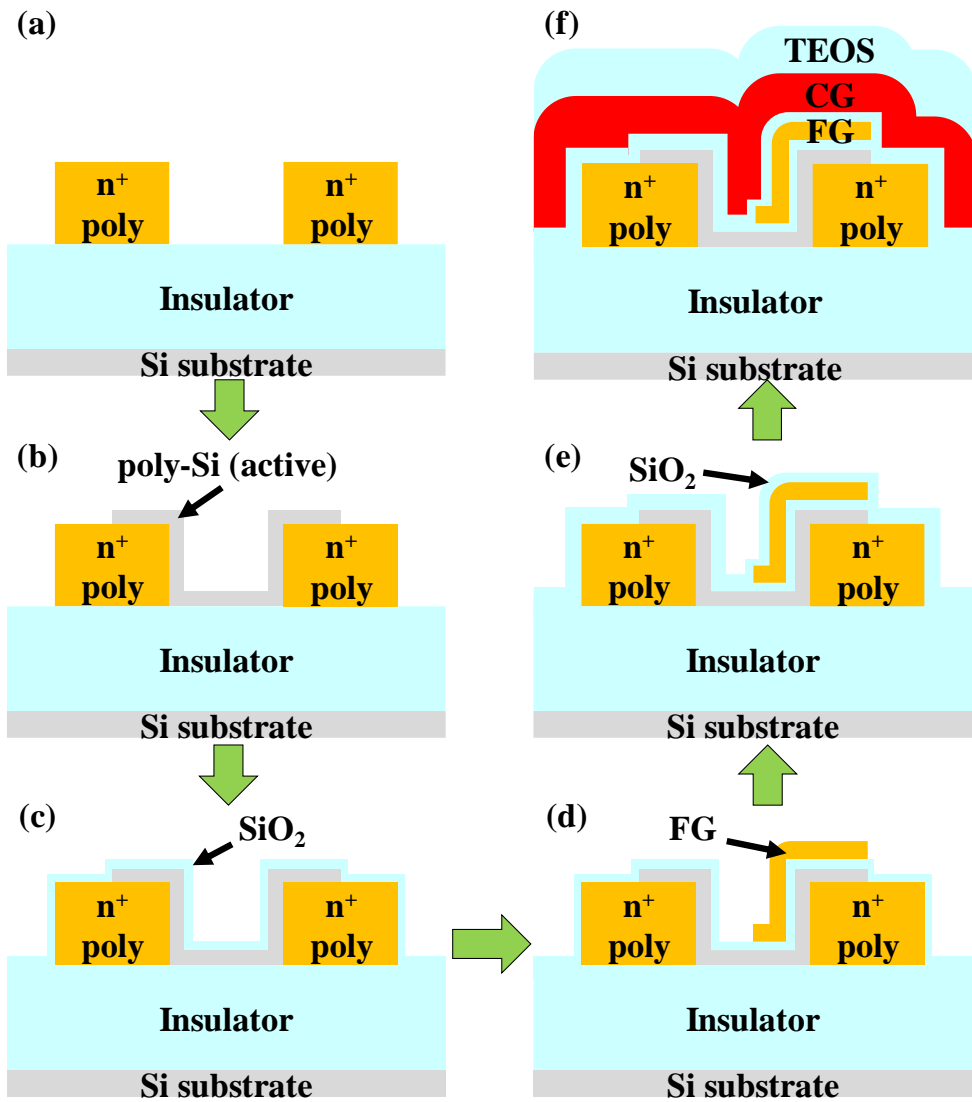 (a)
n+
poly
n+
poly
Insulator
Si substrate
(b)
poly-Si (active)
n+
poly
n+
poly
Insulator
Si substrate
(c)
SiO2
n+
poly
n+
poly
Insulator
Si substrate
(d)
FG
n+
poly
n+
poly
Insulator
Si substrate
(e)
SiO2
n+
poly
n+
poly
Insulator
Si substrate
(f)
TEOS
CG
FG
n+
poly
n+
poly
Insulator
Si substrate